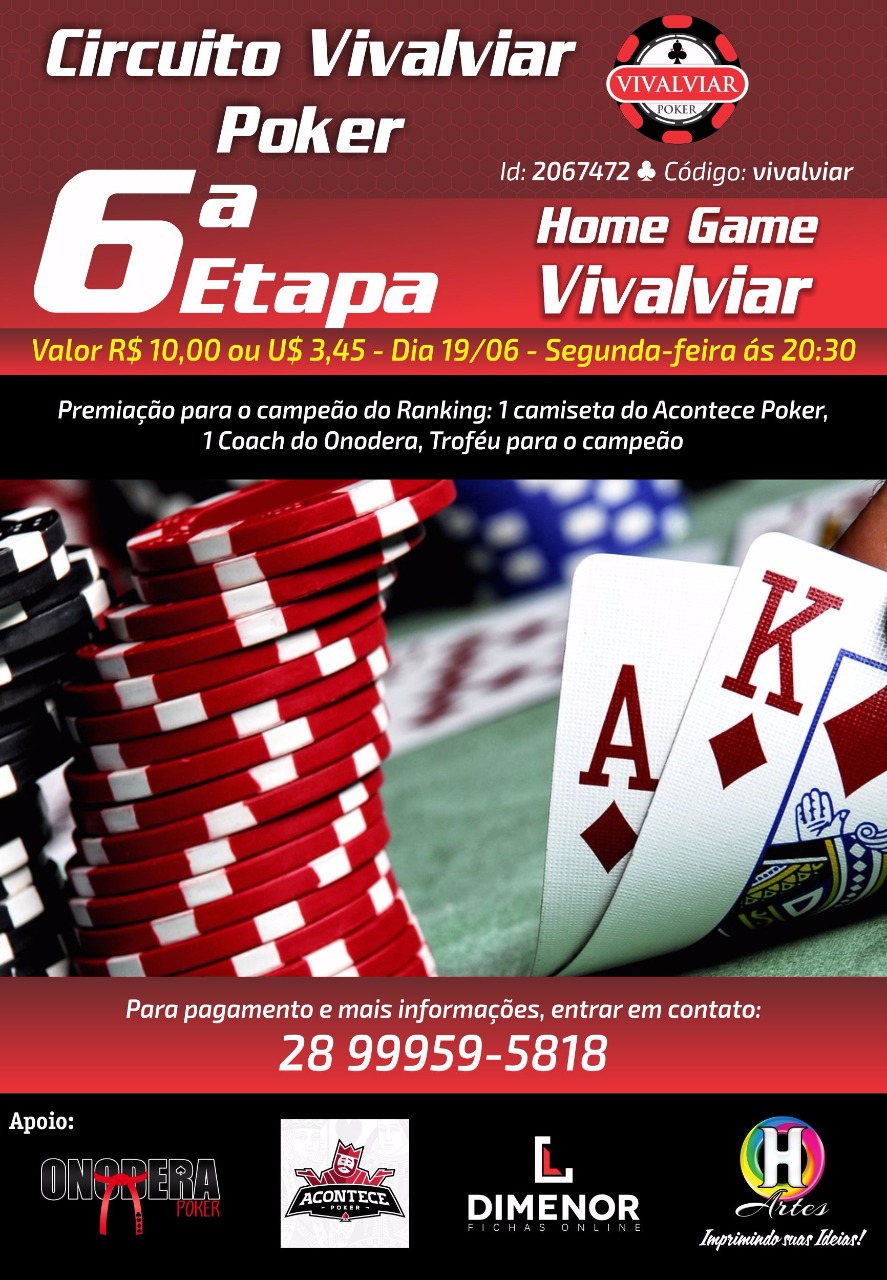 Circuito Vivalviar
Poker
VIVALVIAR
POKER
Id: 2067472 ♣ Código: vivalviar
6ª
Etapa
Home Game
Vivalviar
Valor R$ 10,00 ou U$ 3,45 - Dia 19/06 - Segunda-feira ás 20:30
Premiação para o campeão do Ranking: 1 camiseta do Acontece Poker,
1 Coach do Onodera, Troféu para o campeão
A
K
Para pagamento e mais informações, entrar em contato:
28 99959-5818
Apoio:
ONODERA
POKER
ACONTECE
POKER
DIMENOR
FICHAS ONLINE
H
Artes
Imprimindo suas Ideias!